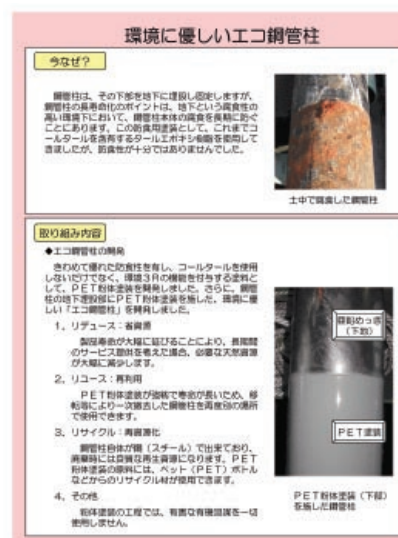 環境に優しいエコ鋼管柱
今なぜ？
鋼管柱は、その下部を地下に埋設し固定しますが、
鋼管柱の長寿命化のポイントは、地下という腐食性の
高い環境下において、鋼管柱本体の腐食を長期に防ぐ
ことにあります。この防食用塗装として、これまでコ
ールタールを含有するタールエポキシ樹脂を使用して
きましたが、防食性が十分ではありませんでした。
土中で腐食した鋼管柱
取り組み内容
◆エコ鋼管柱の開発
きわめて優れた防食性を有し、コールタールを使用
しないだけでなく、環境３Ｒの機能を付与する塗料と
して、ＰＥＴ粉体塗装を開発しました。さらに、鋼管
柱の地下埋設部にＰＥＴ粉体塗装を施した、環境に優
しい「エコ鋼管柱」を開発しました。
１．リデュース：省資源
製品寿命が大幅に延びることにより、長期間
のサービス提供を考えた場合、必要な天然資源
が大幅に減少します。
２．リユース：再利用
ＰＥＴ粉体塗装が強靭で寿命が長いため、移
転等により一次撤去した鋼管柱を再度別の場所
で使用できます。
３．リサイクル：再資源化
鋼管柱自体が鋼（スチール）で出来ており、
廃棄時には良質な再生資源になります。ＰＥＴ
粉体塗装の原料には、ペット（ＰＥＴ）ボトル
などからのリサイクル材が使用できます。
４．その他
粉体塗装の工程では、有害な有機溶剤を一切
使用しません。
亜鉛めっき
（下地）
ＰＥＴ塗装
ＰＥＴ粉体塗装（下部）
を施した鋼管柱